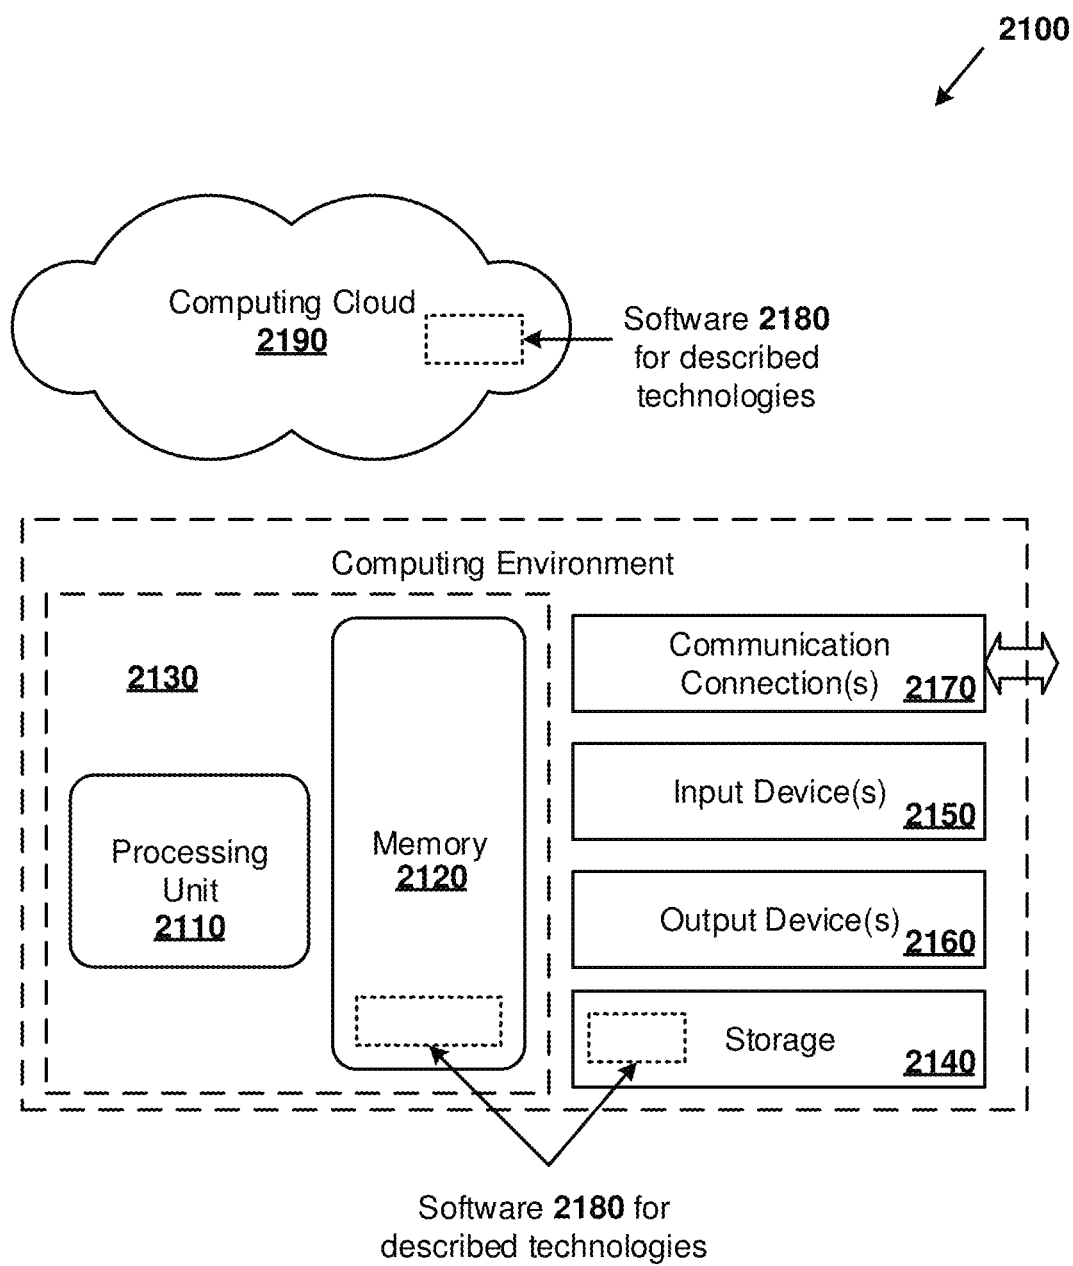 2100
Computing Cloud
2190
Software 2180
for described
technologies
Computing Environment
2130
Processing
Unit
2110
Memory
2120
Communication
Connection(s)
2170
Input Device(s)
2150
Output Device(s)
2160
Storage
2140
Software 2180 for
described technologies